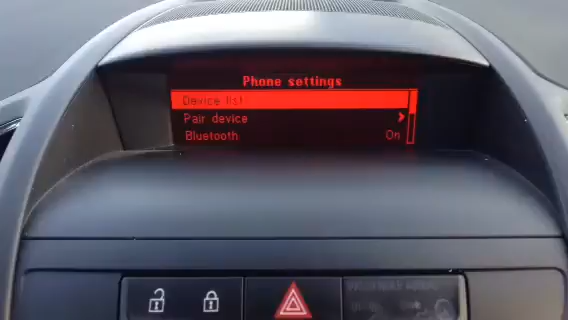 Phone settings
Device list
Pair device
Bluetooth On